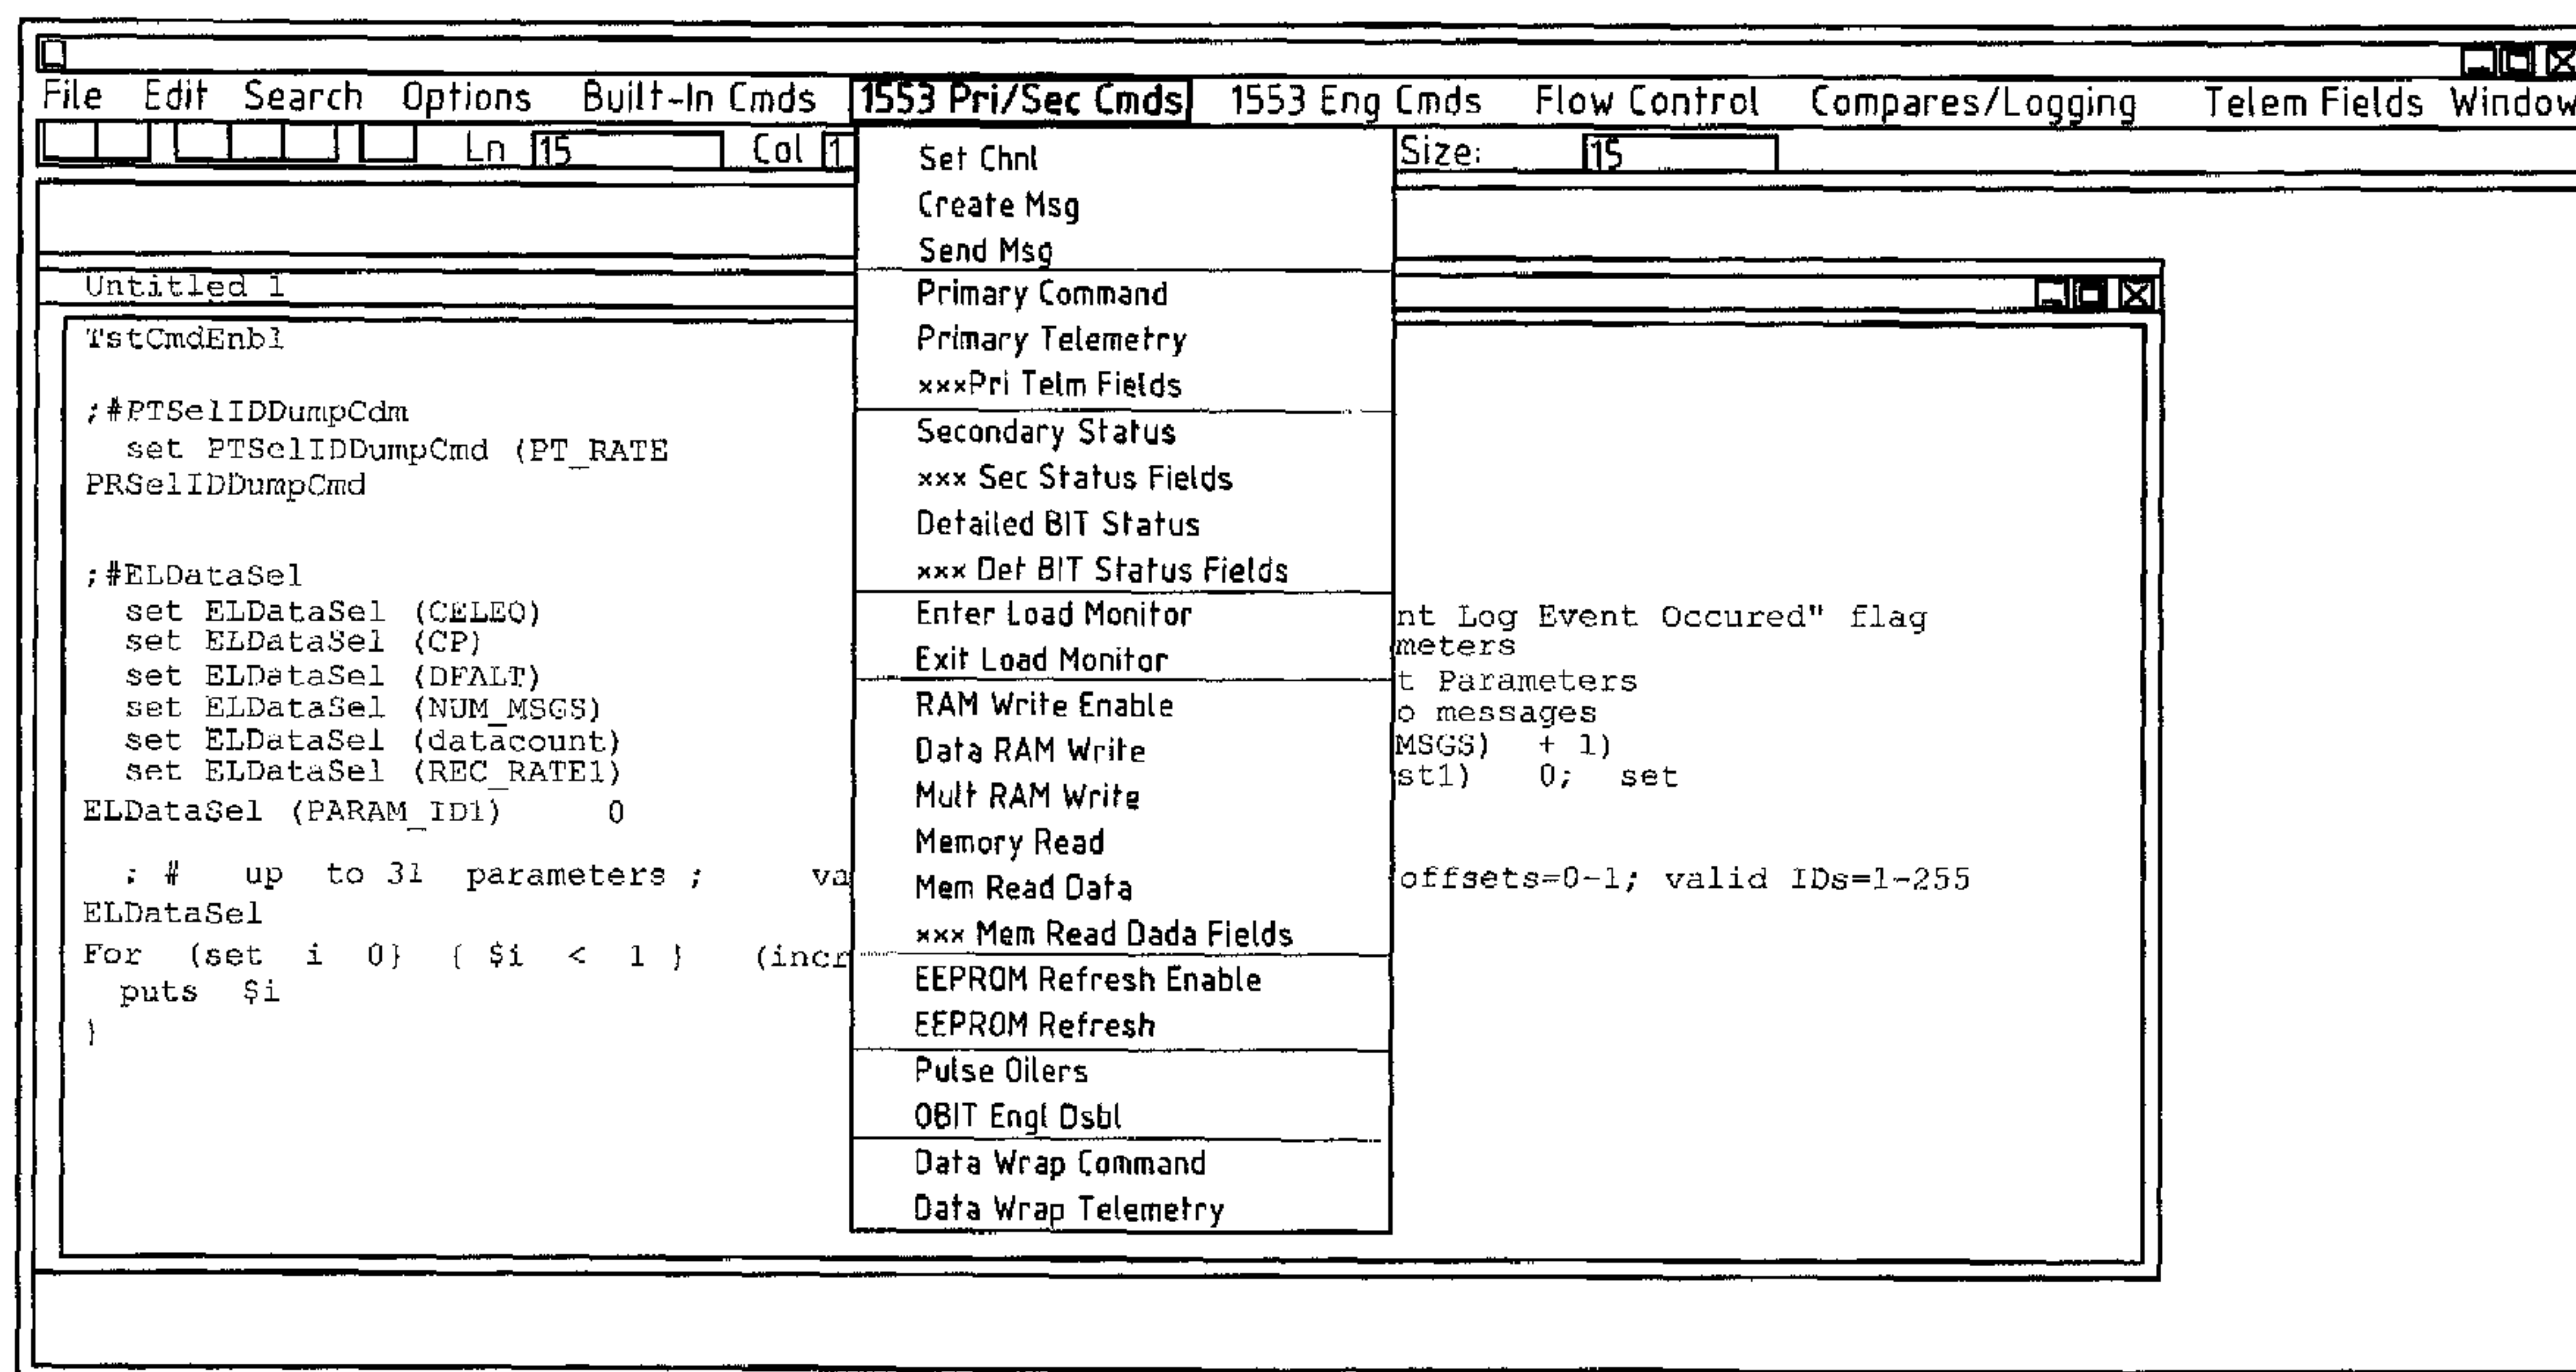 File Edit Search Options Built-In Cmds 1553 Pri/Sec Cmds 1553 Eng Cmds Flow Control Compares/Logging Telem Fields Window
Ln 15 Col 1 Size: 15
Set Chnl
Create Msg
Send Msg
Primary Command
Primary Telemetry
xxxPri Telm Fields
Secondary Status
xxx Sec Status Fields
Detailed BIT Status
xxx Det BIT Status Fields
Enter Load Monitor
Exit Load Monitor
RAM Write Enable
Data RAM Write
Mult RAM Write
Memory Read
Mem Read Data
xxx Mem Read Dada Fields
EEPROM Refresh Enable
EEPROM Refresh
Pulse Oilers
OBIT Engl Dsbl
Data Wrap Command
Data Wrap Telemetry
Untitled 1
TstCmdEnbl
;#PTSelIDDumpCdm
set PTSelIDDumpCmd (PT_RATE
PRSelIDDumpCmd
;#ELDataSel
set ELDataSel (CELEO) nt Log Event Occured" flag
set ELDataSel (CP) meters
set ELDataSel (DFALT) t Parameters
set ELDataSel (NUM_MSGS) o messages
set ELDataSel (datacount) MSGS) + 1)
set ELDataSel (REC_RATE1) st1) 0; set
ELDataSel (PARAM_ID1) 0
; # up to 31 parameters ; va offsets=0-1; valid IDs=1-255
ELDataSel
For (set i 0} { $i < 1 } (incr
puts $i
}